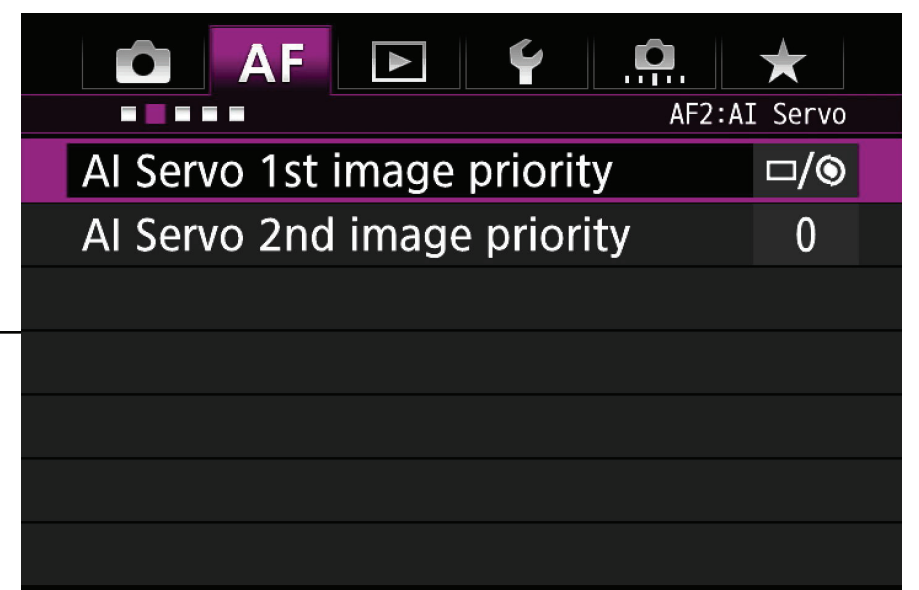 AF
AF2:AI Servo
AI Servo 1st image priority
AI Servo 2nd image priority 0